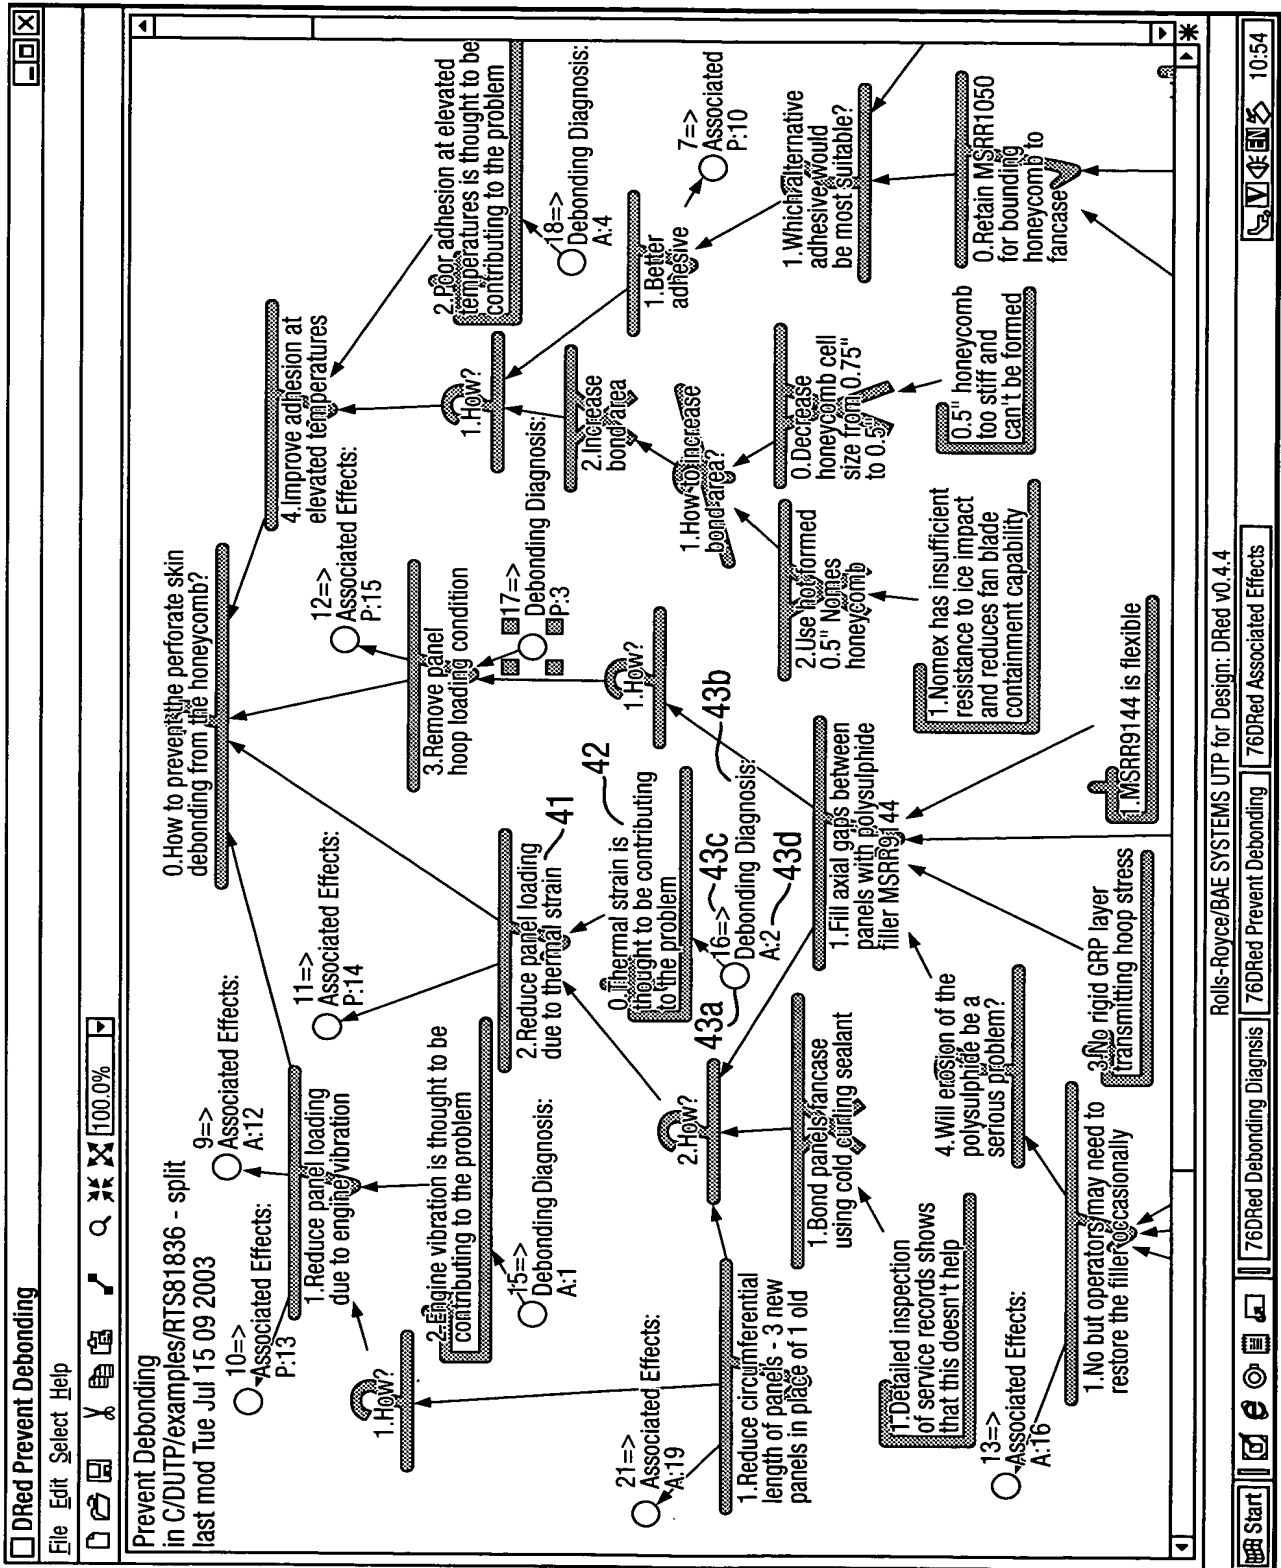 DRed Prevent Debonding
File Edit Select Help
100.0%
Prevent Debonding
in C/DUTP/examples/RTS81836 - split
last mod Tue Jul 15 09 2003
0.How to prevent the perforate skin
debonding from the honeycomb?
9=>
Associated Effects:
A:12
10=>
Associated Effects:
P:13
1.Reduce panel loading
due to engine vibration
11=>
Associated Effects:
P:14
12=>
Associated Effects:
P:15
4.Improve adhesion at
elevated temperatures
2.Poor adhesion at elevated
temperatures is thought to be
contributing to the problem
18=>
Debonding Diagnosis:
A:4
1.How?
2.Engine vibration is thought to be
contributing to the problem
15=>
Debonding Diagnosis:
A:1
2.Reduce panel loading
due to thermal strain
41
0.Thermal strain is
thought to be contributing
to the problem
42
3.Remove panel
hoop loading condition
17=>
Debonding Diagnosis:
P:3
1.How?
2.Increase
bond area
1.Better
adhesive
7=>
Associated
P:10
21=>
Associated Effects:
A:19
1.Reduce circumferential
length of panels - 3 new
panels in place of 1 old
2.How?
43a
16=>
43c
Debonding Diagnosis:
43b
A:2
43d
1.How?
1.How to increase
bond area?
1.Which alternative
adhesive would
be most suitable?
1.Bond panels fancase
using cold curling sealant
1.Fill axial gaps between
panels with polysulphide
filler MSRR9144
2.Use hot formed
0.5" Nomes
honeycomb
0.Decrease
honeycomb cell
size from 0.75"
to 0.5"
0.Retain MSRR1050
for bounding
honeycomb to
fancase
1.Detailed inspection
of service records shows
that this doesn't help
4.Will erosion of the
polysulphide be a
serious problem?
1.Nomex has insufficient
resistance to ice impact
and reduces fan blade
containment capability
0.5" honeycomb
too stiff and
can't be formed
13=>
Associated Effects:
A:16
1.No but operators may need to
restore the filler occasionally
3.No rigid GRP layer
transmitting hoop stress
1.MSRR9144 is flexible
Rolls-Royce/BAE SYSTEMS UTP for Design: DRed v0.4.4
Start
76DRed Debonding Diagnosis
76DRed Prevent Debonding
76DRed Associated Effects
EN
10:54